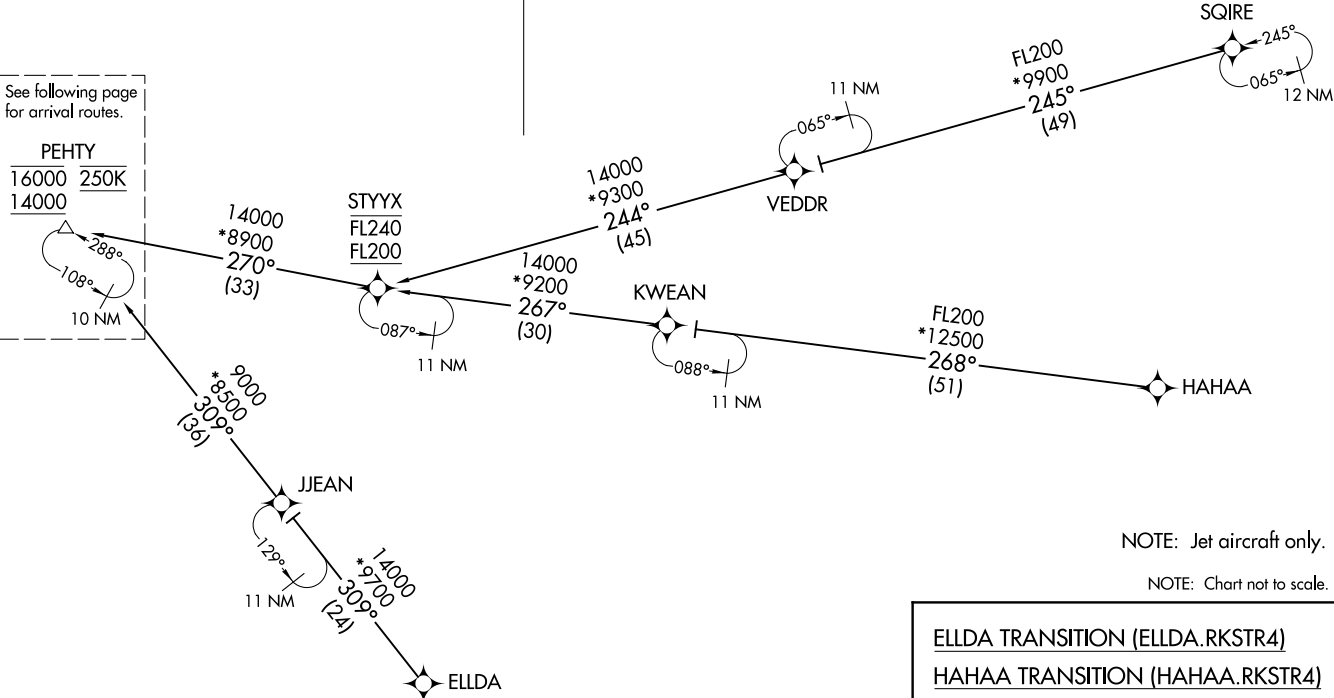 SQIRE
245°
065°
12 NM
FL200
*9900
245°
(49)
11 NM
065°
VEDDR
See following page
for arrival routes.
PEHTY
16000 250K
14000
288°
108°
10 NM
14000
*8900
270°
(33)
STYYX
FL240
FL200
087°
11 NM
14000
*9300
244°
(45)
14000
*9200
267°
(30)
KWEAN
088°
11 NM
FL200
*12500
268°
(51)
HAHAA
9000
*8500
309°
(36)
JJEAN
129°
11 NM
14000
*9700
309°
(24)
ELLDA
NOTE: Jet aircraft only.
NOTE: Chart not to scale.
ELLDA TRANSITION (ELLDA.RKSTR4)
HAHAA TRANSITION (HAHAA.RKSTR4)